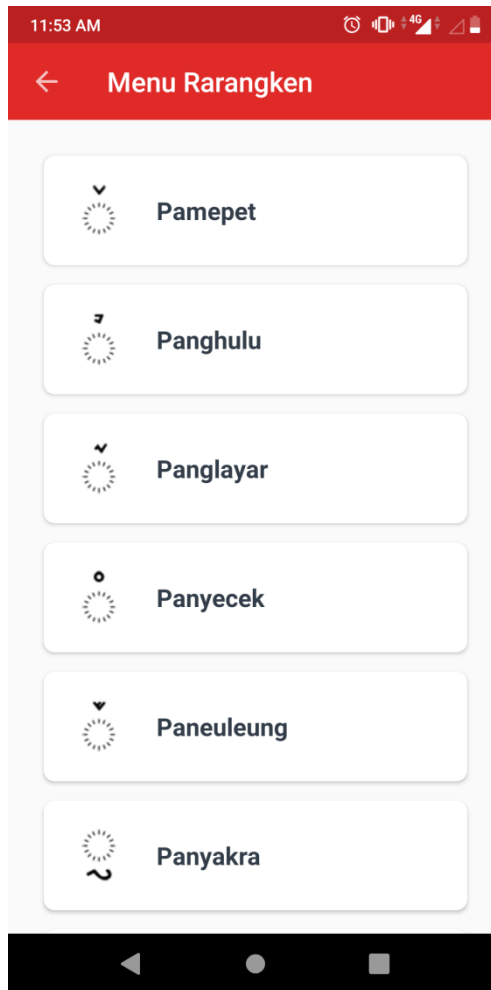 11:53 AM
4G
Menu Rarangken
Pamepet
Panghulu
Panglayar
Panyecek
Paneuleung
Panyakra